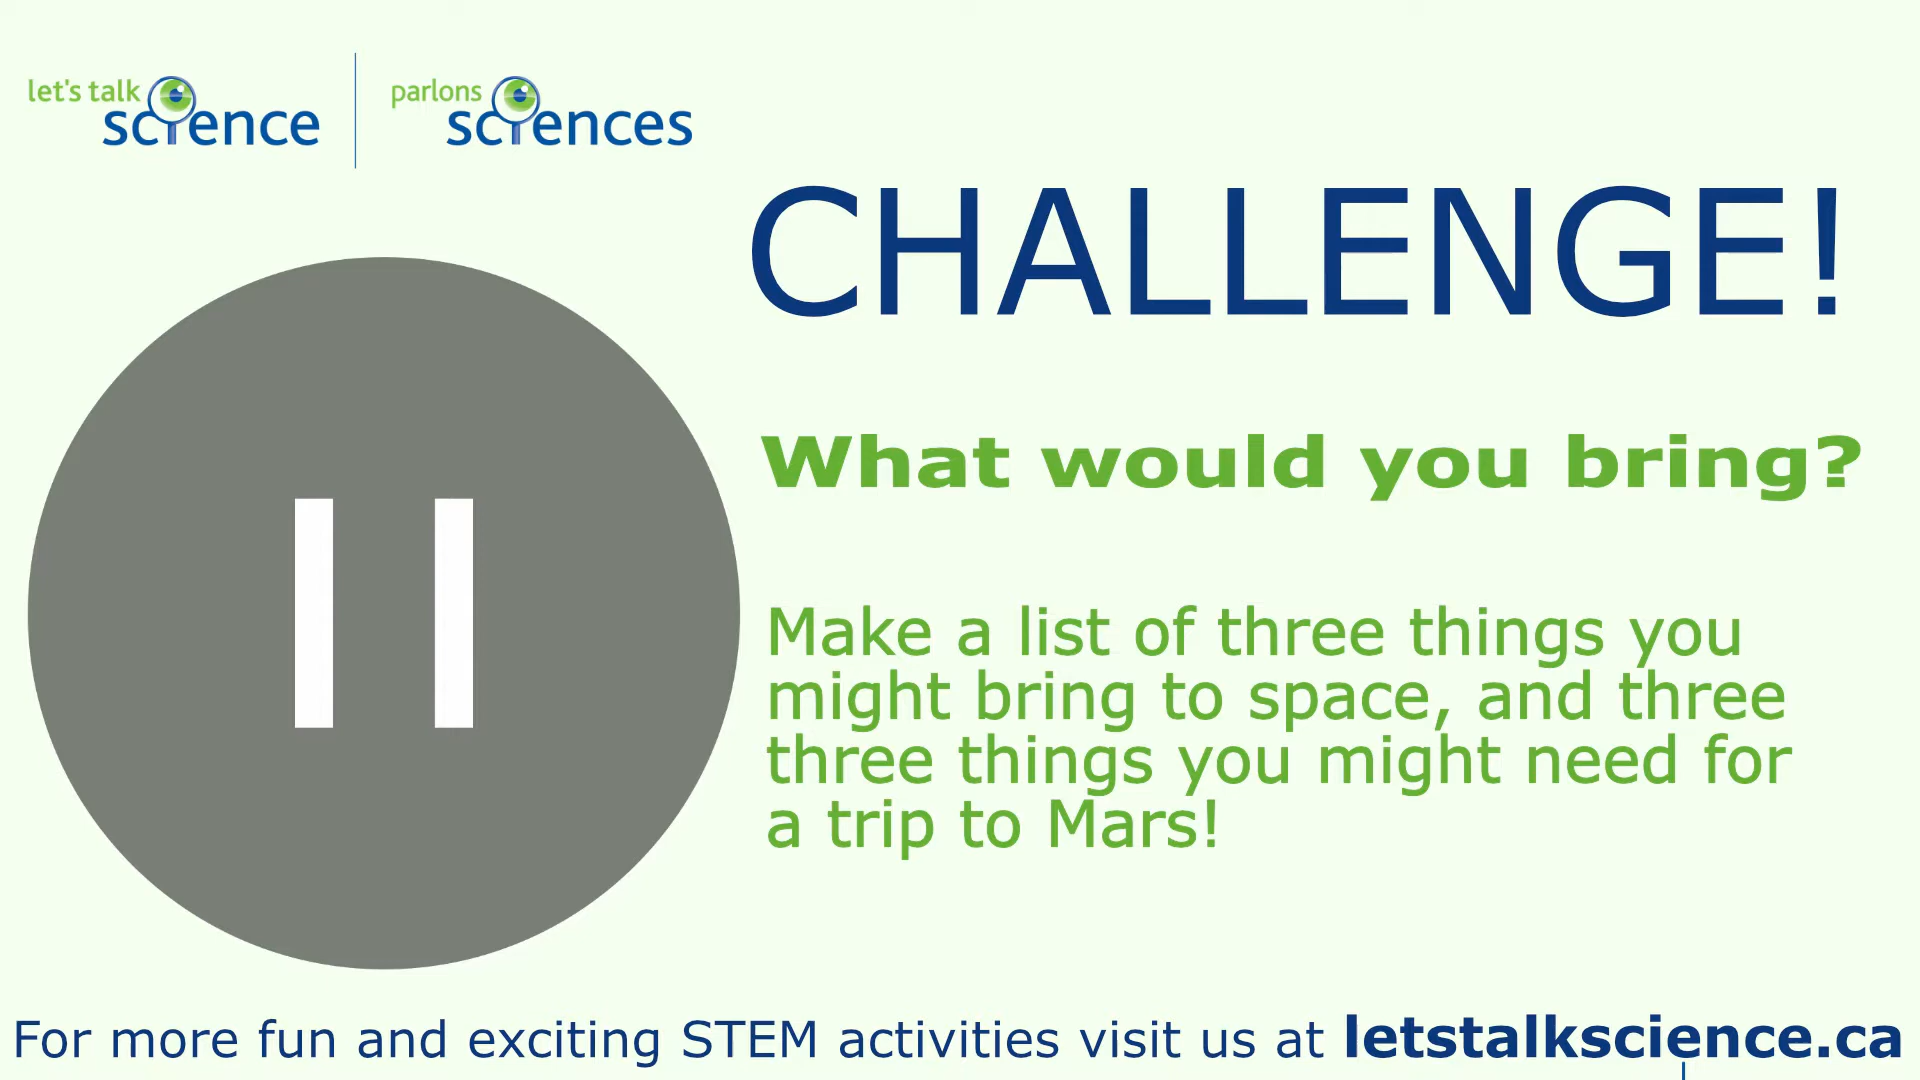 let's talk
science
parlons
sciences
CHALLENGE!
What would you bring?
Make a list of three things you
might bring to space, and three
three things you might need for
a trip to Mars!
For more fun and exciting STEM activities visit us at letstalkscience.ca